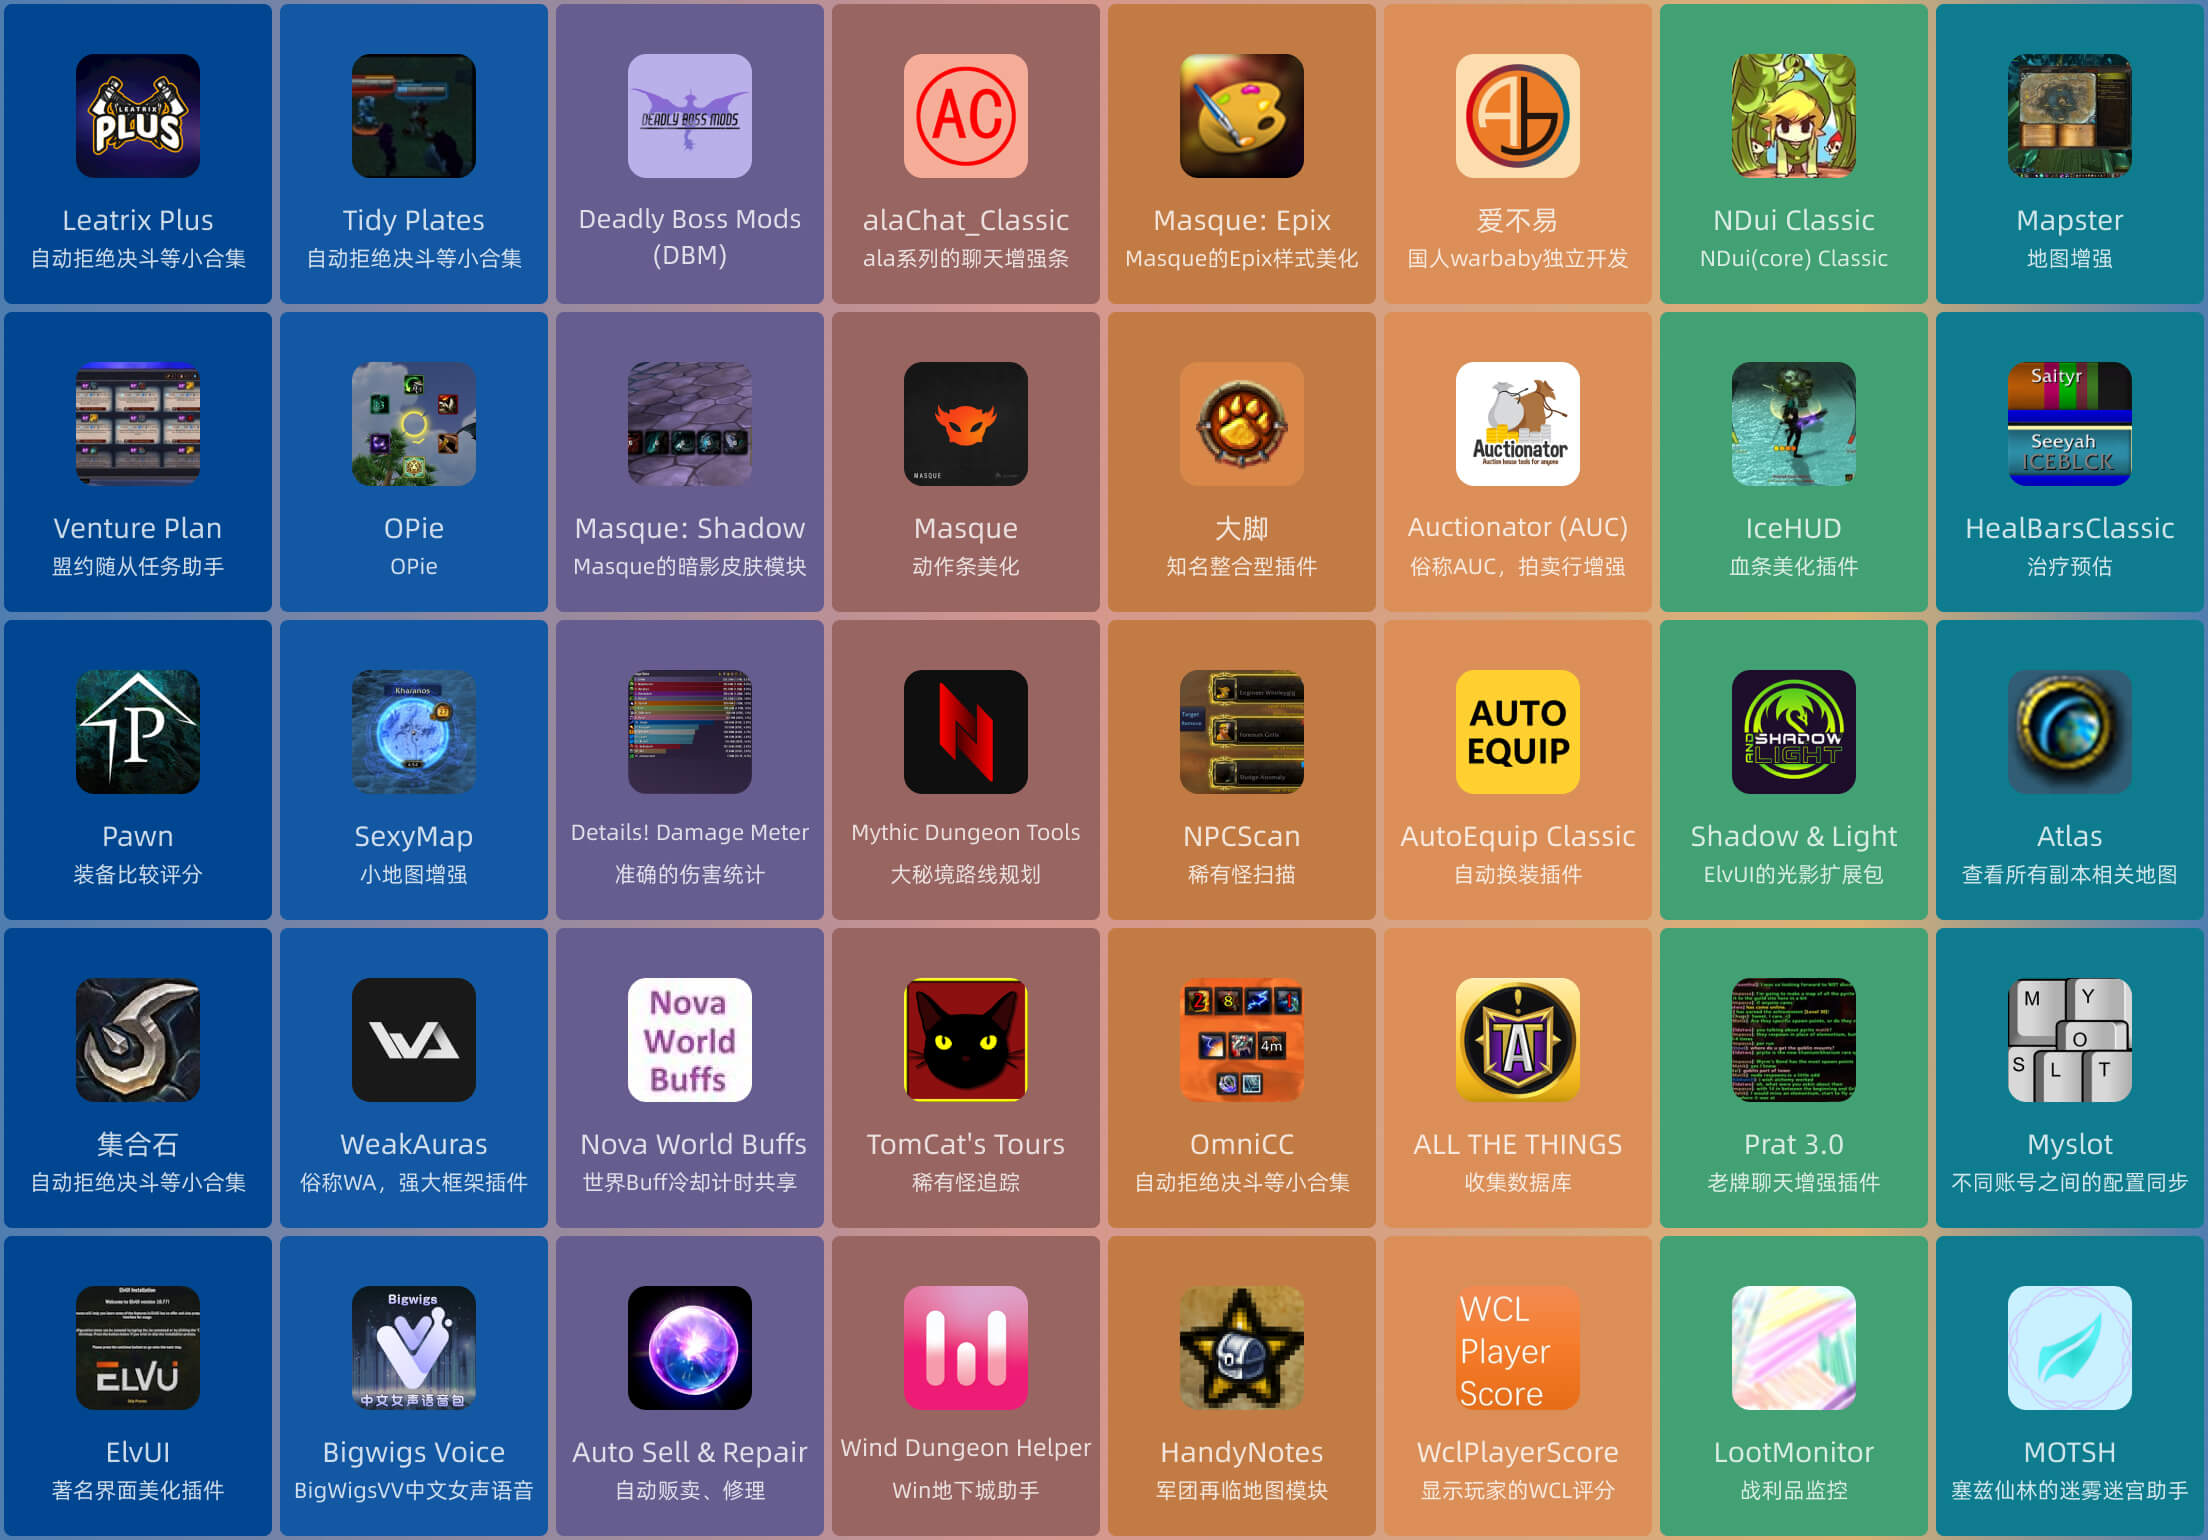 LEATRIX
PLUS
Leatrix Plus
自动拒绝决斗等小合集
Tidy Plates
自动拒绝决斗等小合集
DEADLY BOSS MODS
Deadly Boss Mods
(DBM)
AC
alaChat_Classic
ala系列的聊天增强条
Masque: Epix
Masque的Epix样式美化
爱不易
国人warbaby独立开发
NDui Classic
NDui(core) Classic
Mapster
地图增强
Venture Plan
盟约随从任务助手
OPie
OPie
Masque: Shadow
Masque的暗影皮肤模块
MASQUE
Masque
动作条美化
大脚
知名整合型插件
Auctionator
Auction house tools for anyone
Auctionator (AUC)
俗称AUC，拍卖行增强
IceHUD
血条美化插件
Saityr
Seeyah
ICEBLCK
HealBarsClassic
治疗预估
P
Pawn
装备比较评分
Kharanos
27
SexyMap
小地图增强
Details! Damage Meter
准确的伤害统计
Mythic Dungeon Tools
大秘境路线规划
Target
Remove
NPCScan
稀有怪扫描
AUTO
EQUIP
AutoEquip Classic
自动换装插件
AND SHADOW
LIGHT
Shadow & Light
ElvUI的光影扩展包
Atlas
查看所有副本相关地图
集合石
自动拒绝决斗等小合集
WA
WeakAuras
俗称WA，强大框架插件
Nova
World
Buffs
Nova World Buffs
世界Buff冷却计时共享
TomCat's Tours
稀有怪追踪
2 8 1
4m
OmniCC
自动拒绝决斗等小合集
ATT
ALL THE THINGS
收集数据库
Prat 3.0
老牌聊天增强插件
M Y
O
S L T
Myslot
不同账号之间的配置同步
ElvUI Installation
ELVUI
ElvUI
著名界面美化插件
Bigwigs
中文女声语音包
Bigwigs Voice
BigWigsVV中文女声语音
Auto Sell & Repair
自动贩卖、修理
Wind Dungeon Helper
Win地下城助手
HandyNotes
军团再临地图模块
WCL
Player
Score
WclPlayerScore
显示玩家的WCL评分
LootMonitor
战利品监控
MOTSH
塞兹仙林的迷雾迷宫助手